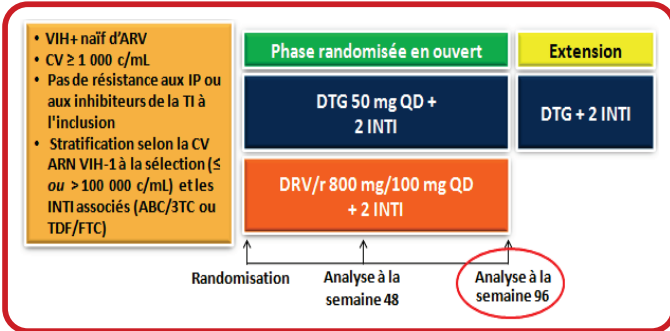 • VIH+ naïf d'ARV
• CV ≥ 1 000 c/mL
• Pas de résistance aux IP ou
aux inhibiteurs de la TI à
l'inclusion
• Stratification selon la CV
ARN VIH-1 à la sélection (≤
ou > 100 000 c/mL) et les
INTI associés (ABC/3TC ou
TDF/FTC)
Phase randomisée en ouvert
Extension
DTG 50 mg QD +
2 INTI
DTG + 2 INTI
DRV/r 800 mg/100 mg QD
+ 2 INTI
Randomisation
Analyse à la
semaine 48
Analyse à la
semaine 96